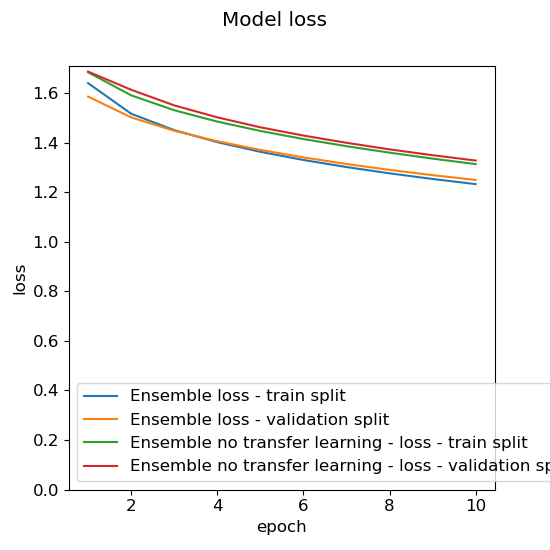 Model loss
1.6
1.4
1.2
1.0
0.8
0.6
0.4
0.2
0.0
loss
Ensemble loss - train split
Ensemble loss - validation split
Ensemble no transfer learning - loss - train split
Ensemble no transfer learning - loss - validation sp
2 4 6 8 10
epoch